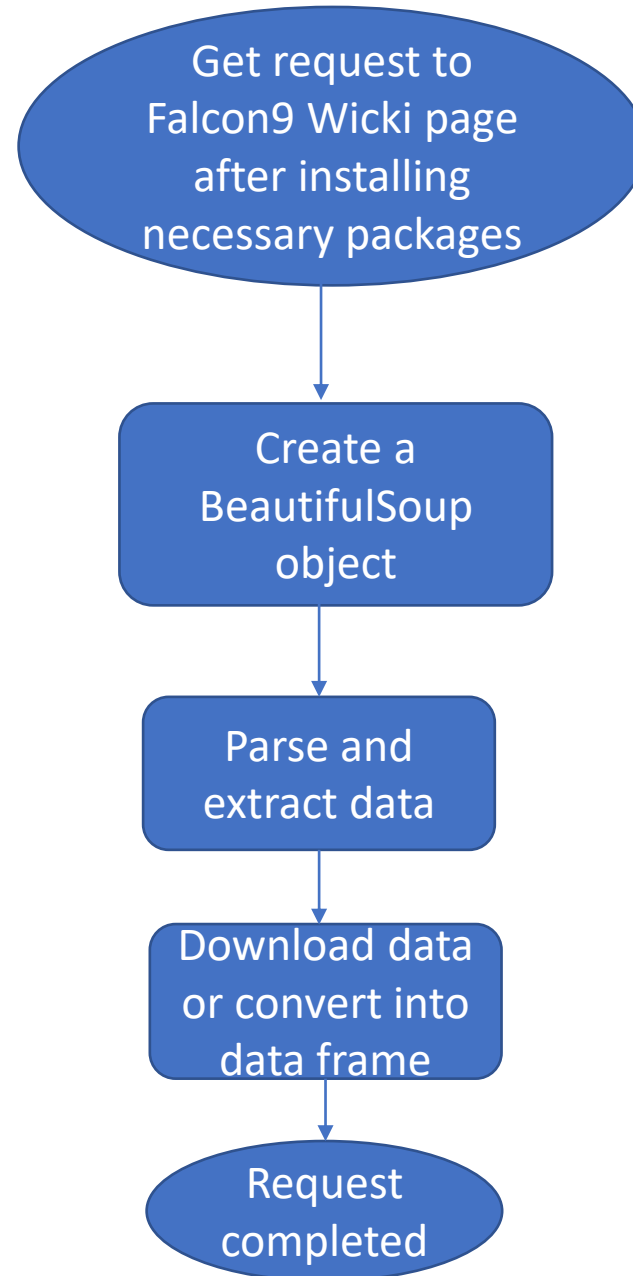 Get request to
Falcon9 Wicki page
after installing
necessary packages
Create a
BeautifulSoup
object
Parse and
extract data
Download data
or convert into
data frame
Request
completed